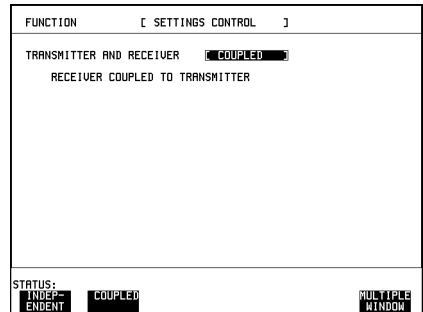 FUNCTION [ SETTINGS CONTROL ]
TRANSMITTER AND RECEIVER [ COUPLED ]
RECEIVER COUPLED TO TRANSMITTER
STATUS:
INDEP- COUPLED MULTIPLE
ENDENT WINDOW